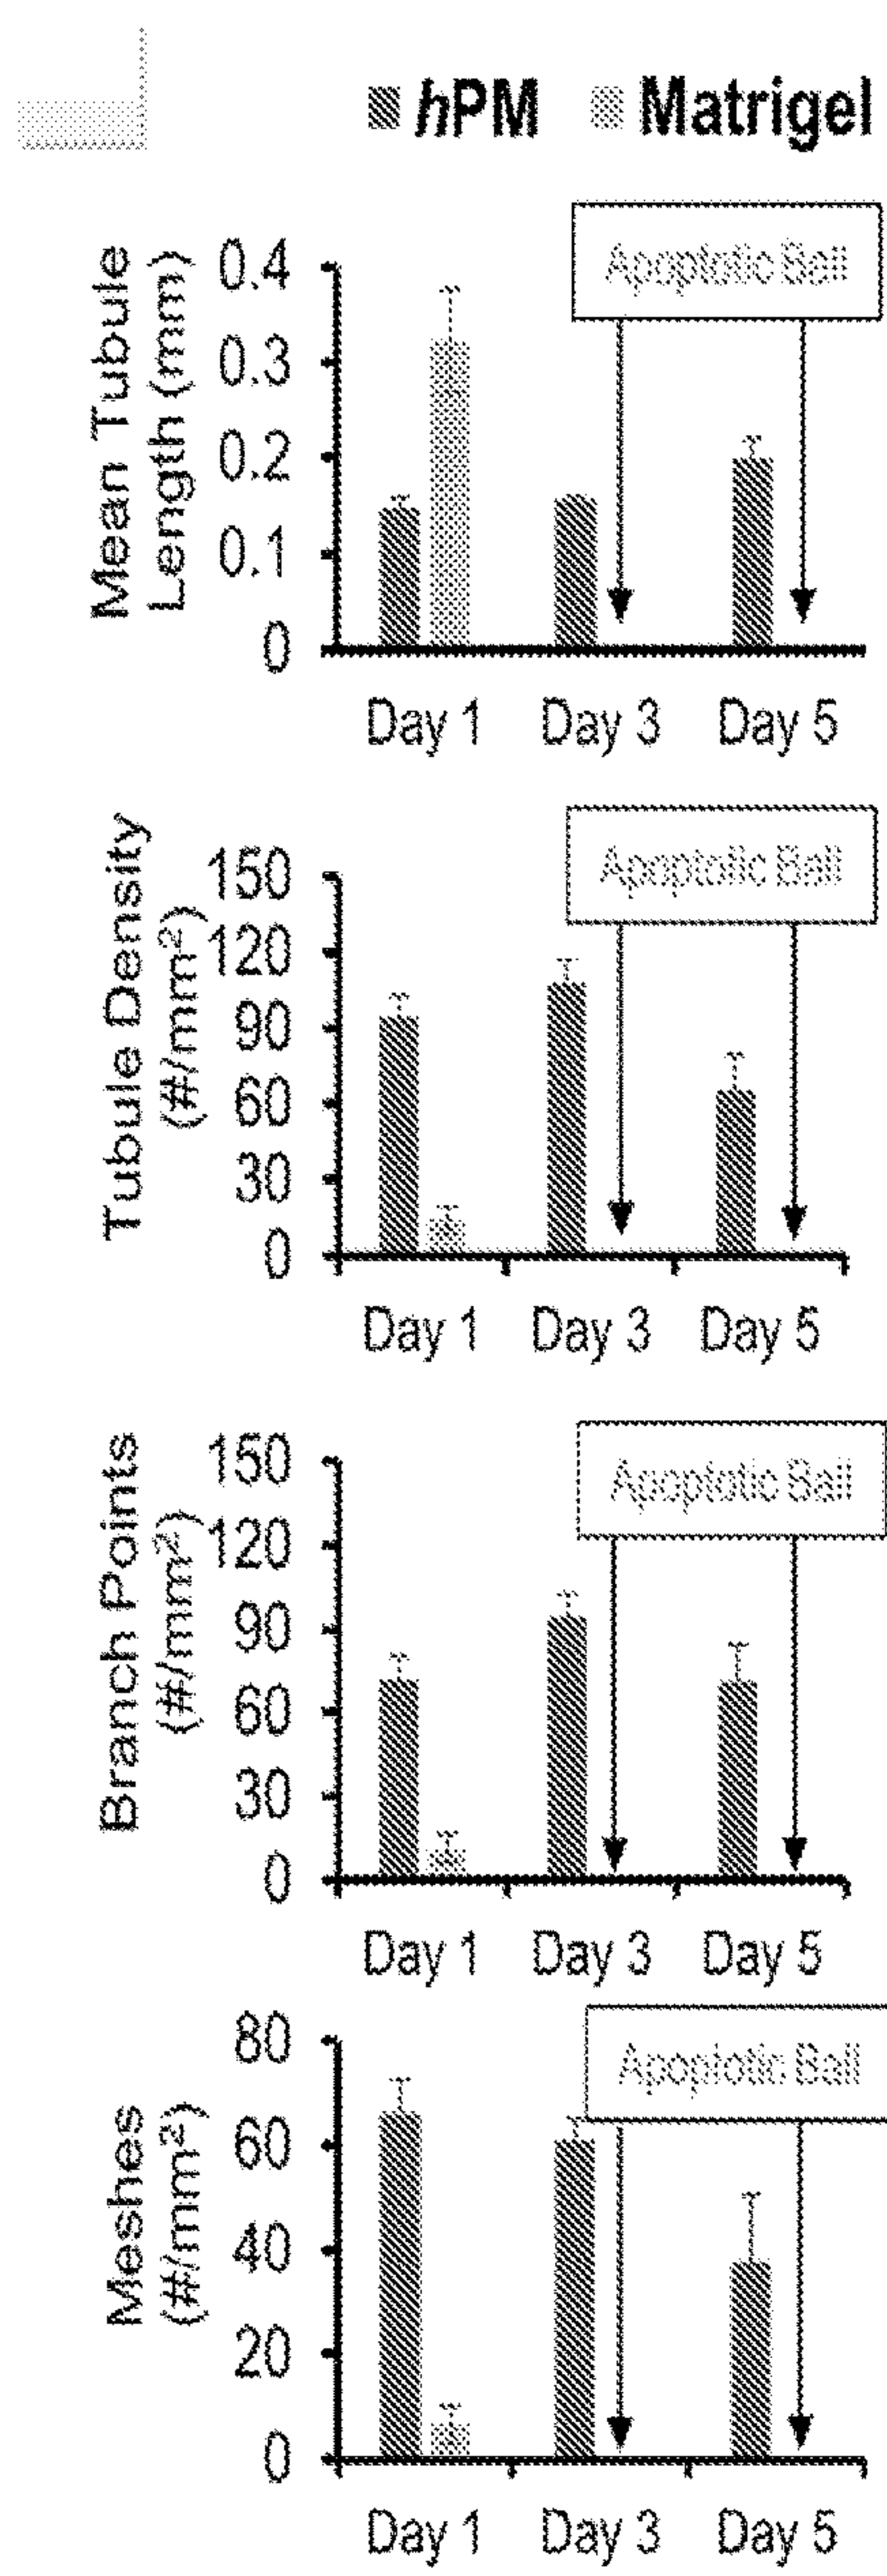 hPM Matrigel
Mean Tubule
Length (mm)
0.4
0.3
0.2
0.1
0
Apoptotic Ball
Day 1 Day 3 Day 5
Tubule Density
(#/mm²)
150
120
90
60
30
0
Apoptotic Ball
Day 1 Day 3 Day 5
Branch Points
(#/mm²)
150
120
90
60
30
0
Apoptotic Ball
Day 1 Day 3 Day 5
Meshes
(#/mm²)
80
60
40
20
0
Apoptotic Ball
Day 1 Day 3 Day 5